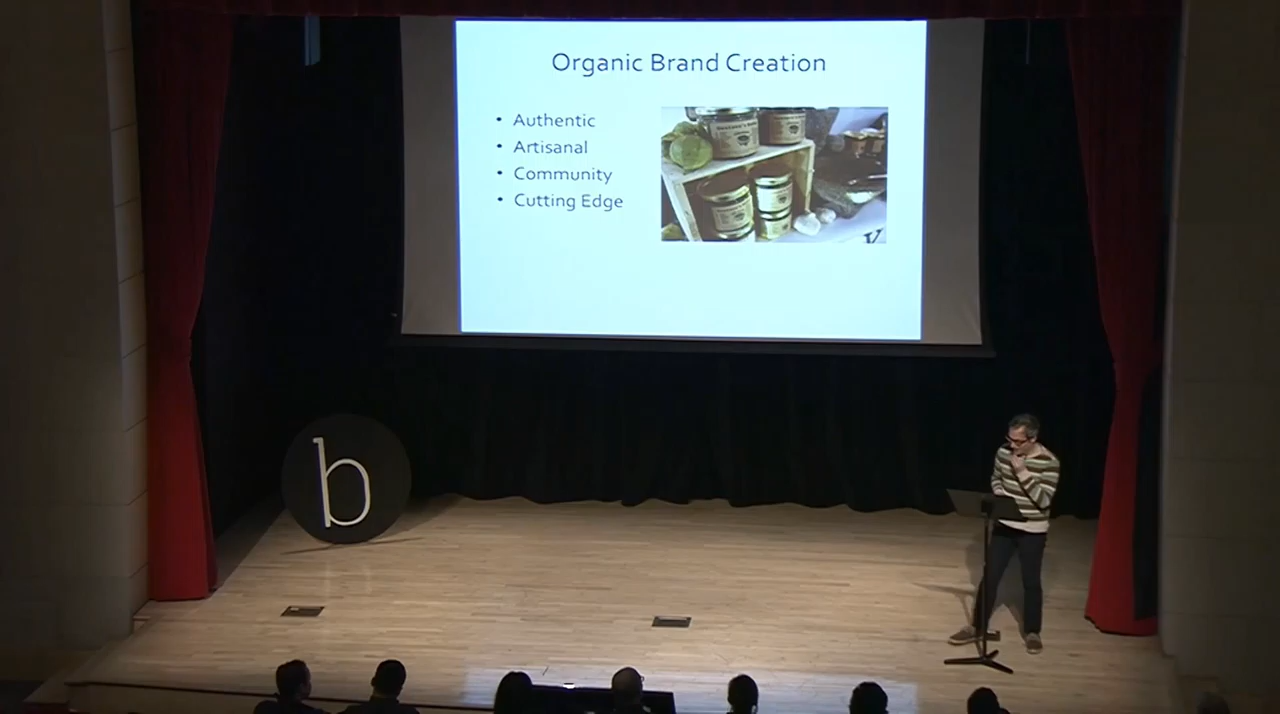 Organic Brand Creation
• Authentic
• Artisanal
• Community
• Cutting Edge
b